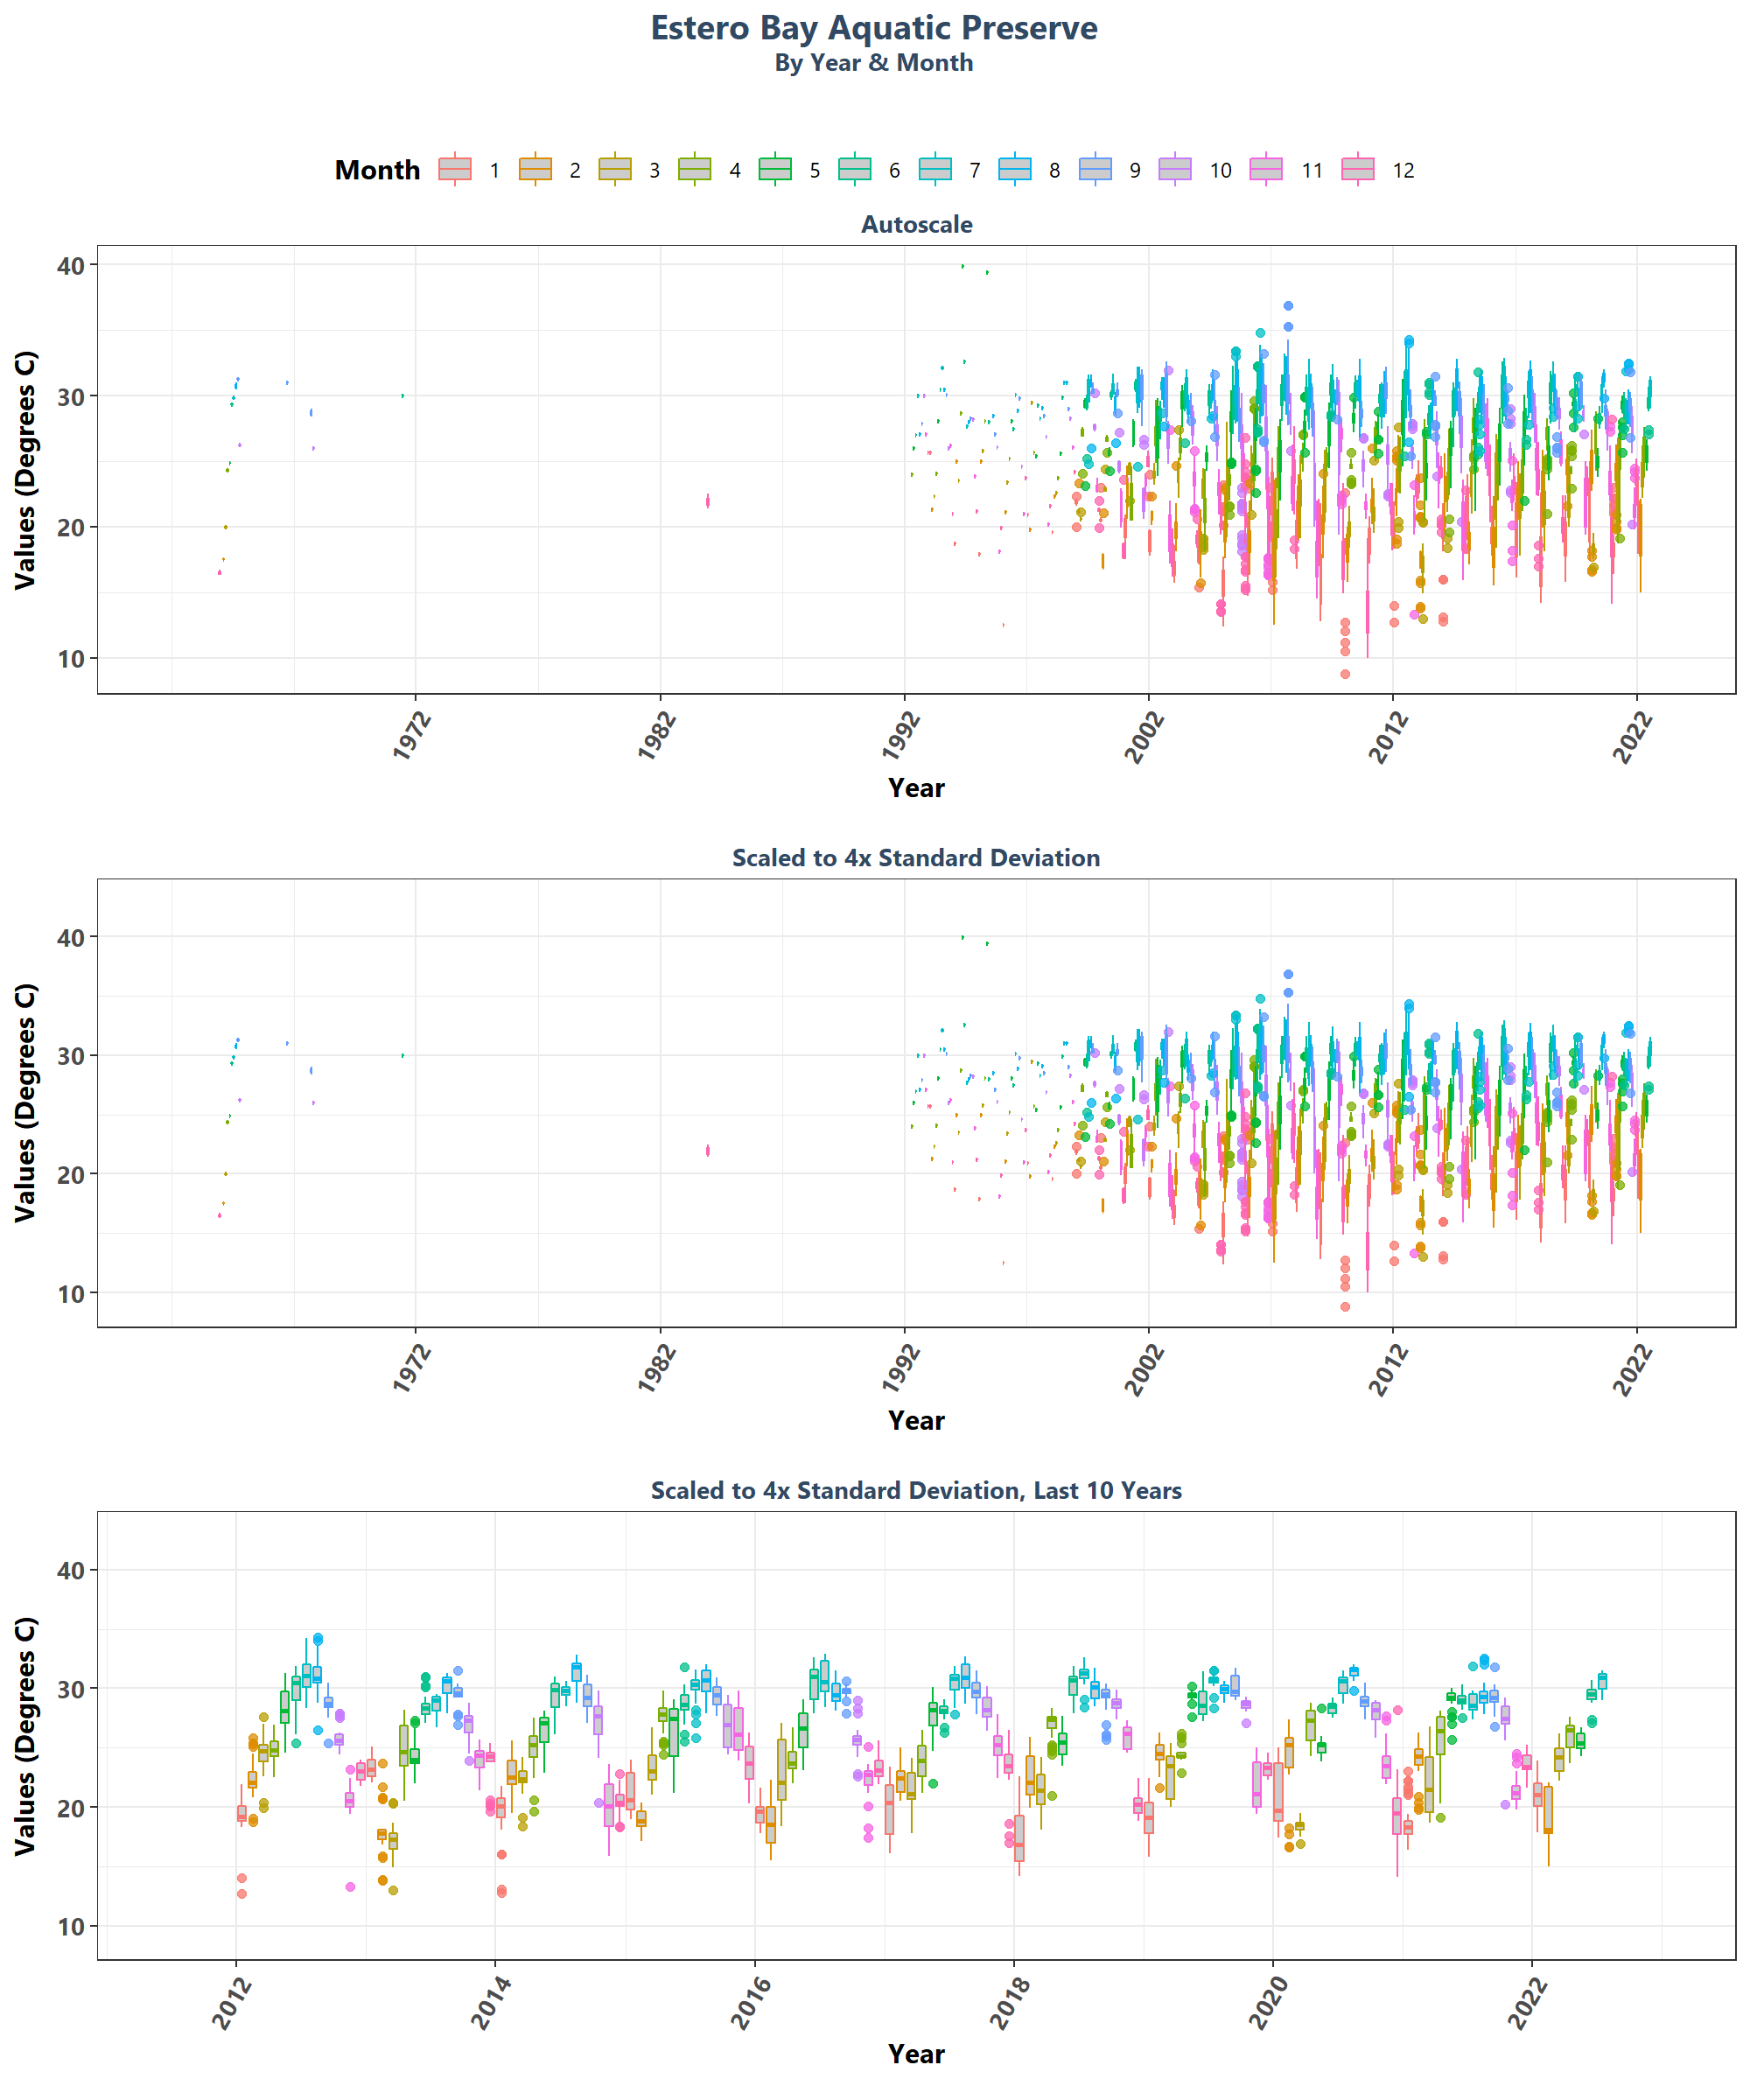 Estero Bay Aquatic Preserve
By Year & Month
Month 1 2 3 4 5 6 7 8 9 10 11 12
Autoscale
Values (Degrees C)
40
30
20
10
1972 1982 1992 2002 2012 2022
Year
Scaled to 4x Standard Deviation
Values (Degrees C)
40
30
20
10
1972 1982 1992 2002 2012 2022
Year
Scaled to 4x Standard Deviation, Last 10 Years
Values (Degrees C)
40
30
20
10
2012 2014 2016 2018 2020 2022
Year